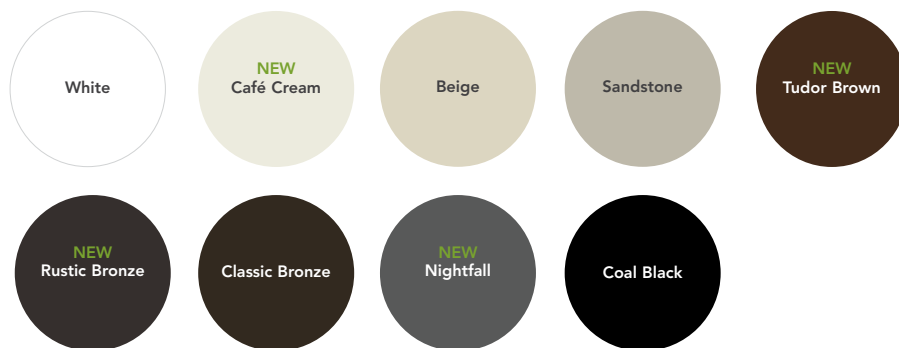 White
NEW
Café Cream
Beige
Sandstone
NEW
Tudor Brown
NEW
Rustic Bronze
Classic Bronze
NEW
Nightfall
Coal Black